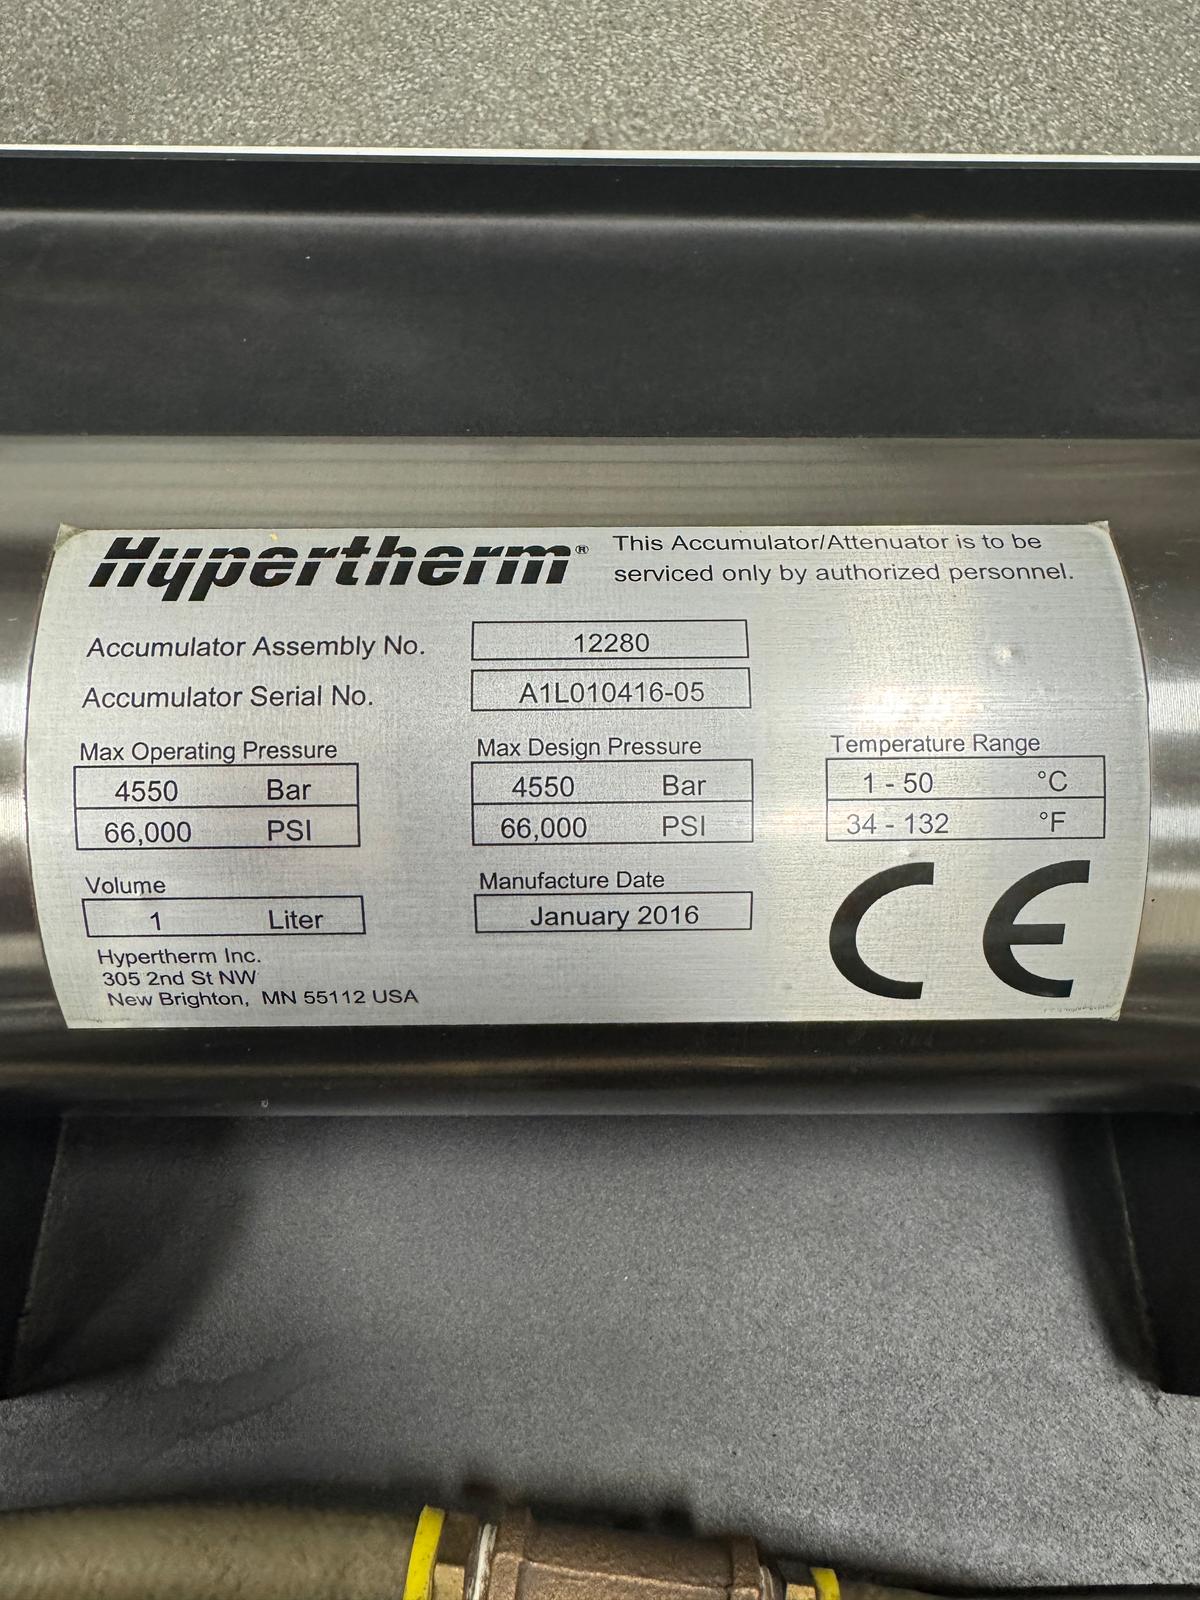 Hypertherm®
This Accumulator/Attenuator is to be
serviced only by authorized personnel.
Accumulator Assembly No. 12280
Accumulator Serial No. A1L010416-05
Max Operating Pressure
4550 Bar
66,000 PSI
Max Design Pressure
4550 Bar
66,000 PSI
Temperature Range
1 - 50 °C
34 - 132 °F
Volume
1 Liter
Manufacture Date
January 2016
Hypertherm Inc.
305 2nd St NW
New Brighton, MN 55112 USA
CE